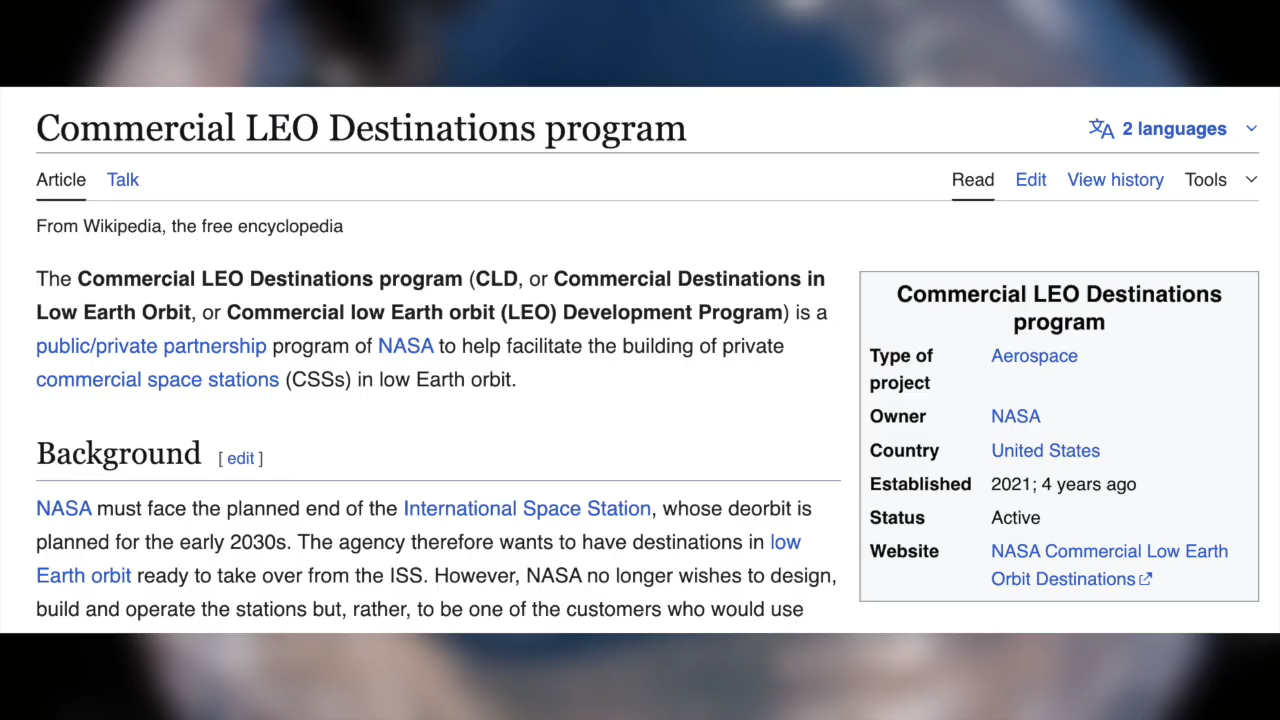 Commercial LEO Destinations program
2 languages
Article Talk
Read Edit View history Tools
From Wikipedia, the free encyclopedia
The Commercial LEO Destinations program (CLD, or Commercial Destinations in
Low Earth Orbit, or Commercial low Earth orbit (LEO) Development Program) is a
public/private partnership program of NASA to help facilitate the building of private
commercial space stations (CSSs) in low Earth orbit.
Background [ edit ]
NASA must face the planned end of the International Space Station, whose deorbit is
planned for the early 2030s. The agency therefore wants to have destinations in low
Earth orbit ready to take over from the ISS. However, NASA no longer wishes to design,
build and operate the stations but, rather, to be one of the customers who would use
Commercial LEO Destinations
program
Type of
project
Aerospace
Owner NASA
Country United States
Established 2021; 4 years ago
Status Active
Website NASA Commercial Low Earth
Orbit Destinations